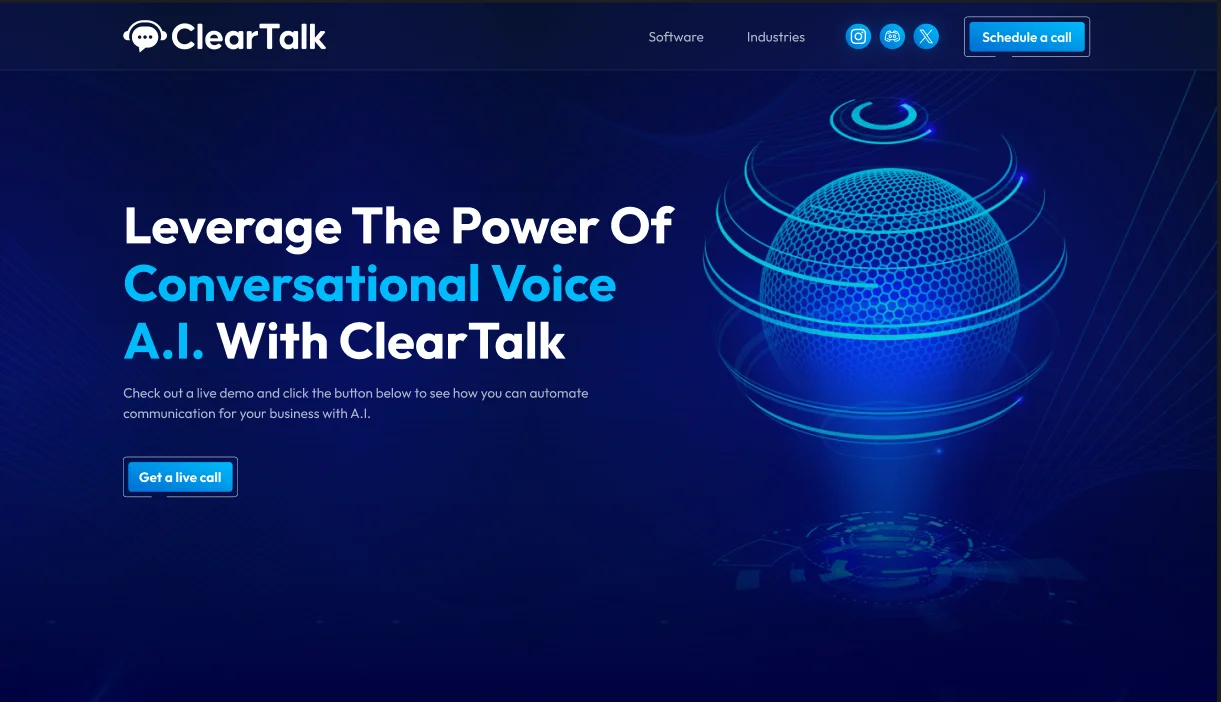 ClearTalk
Software
Industries
Schedule a call
Leverage The Power Of
Conversational Voice
A.I. With ClearTalk
Check out a live demo and click the button below to see how you can automate
communication for your business with A.I.
Get a live call